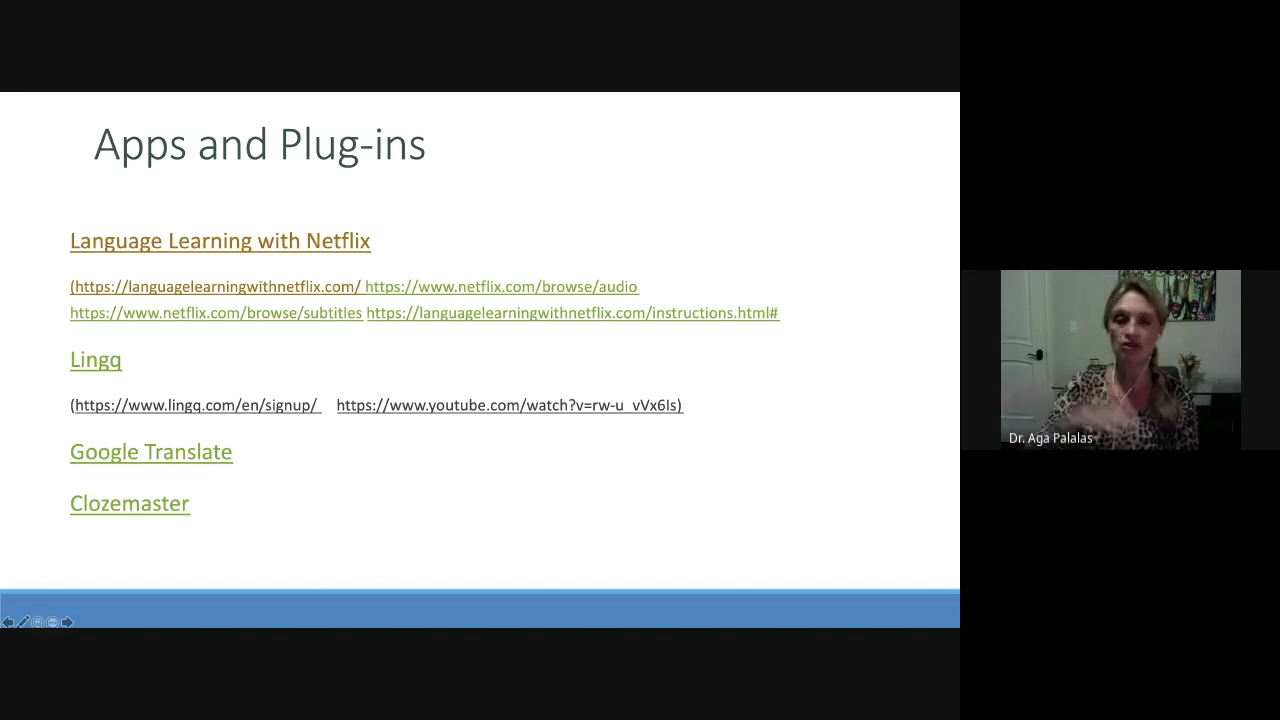 Apps and Plug-ins
Language Learning with Netflix
(https://languagelearningwithnetflix.com/ https://www.netflix.com/browse/audio
https://www.netflix.com/browse/subtitles https://languagelearningwithnetflix.com/instructions.html#
Lingq
(https://www.lingq.com/en/signup/ https://www.youtube.com/watch?v=rw-u_vVx6Is)
Google Translate
Clozemaster
Dr. Aga Palalas